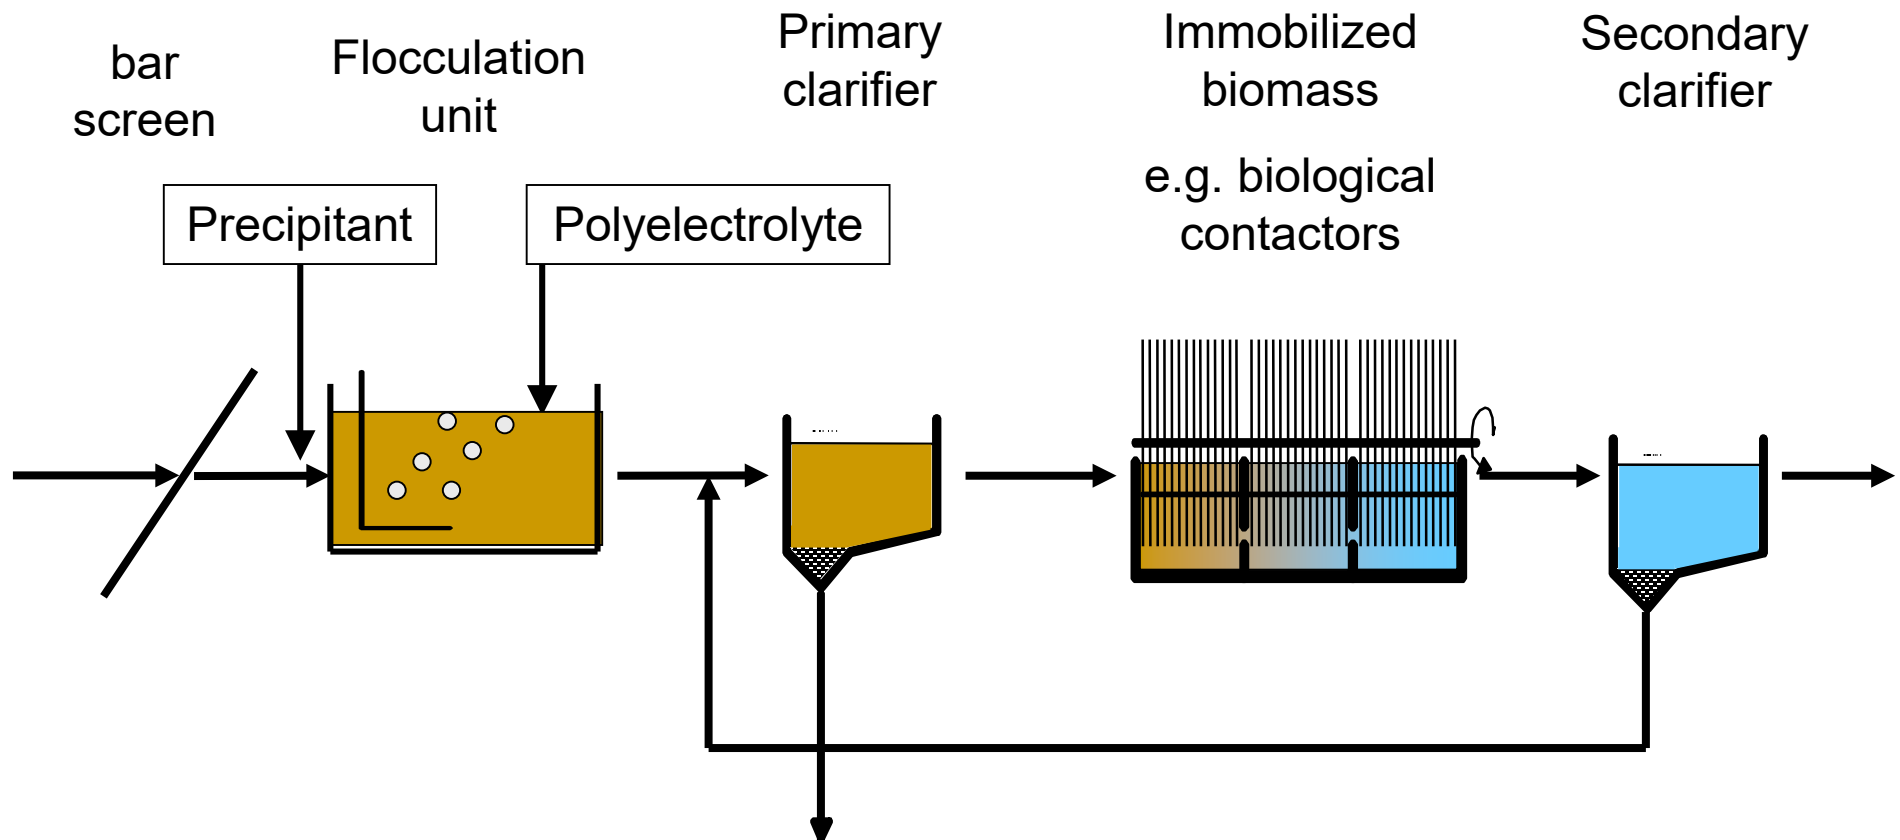 bar
screen
Flocculation
unit
Primary
clarifier
Immobilized
biomass
e.g. biological
contactors
Secondary
clarifier
Precipitant
Polyelectrolyte